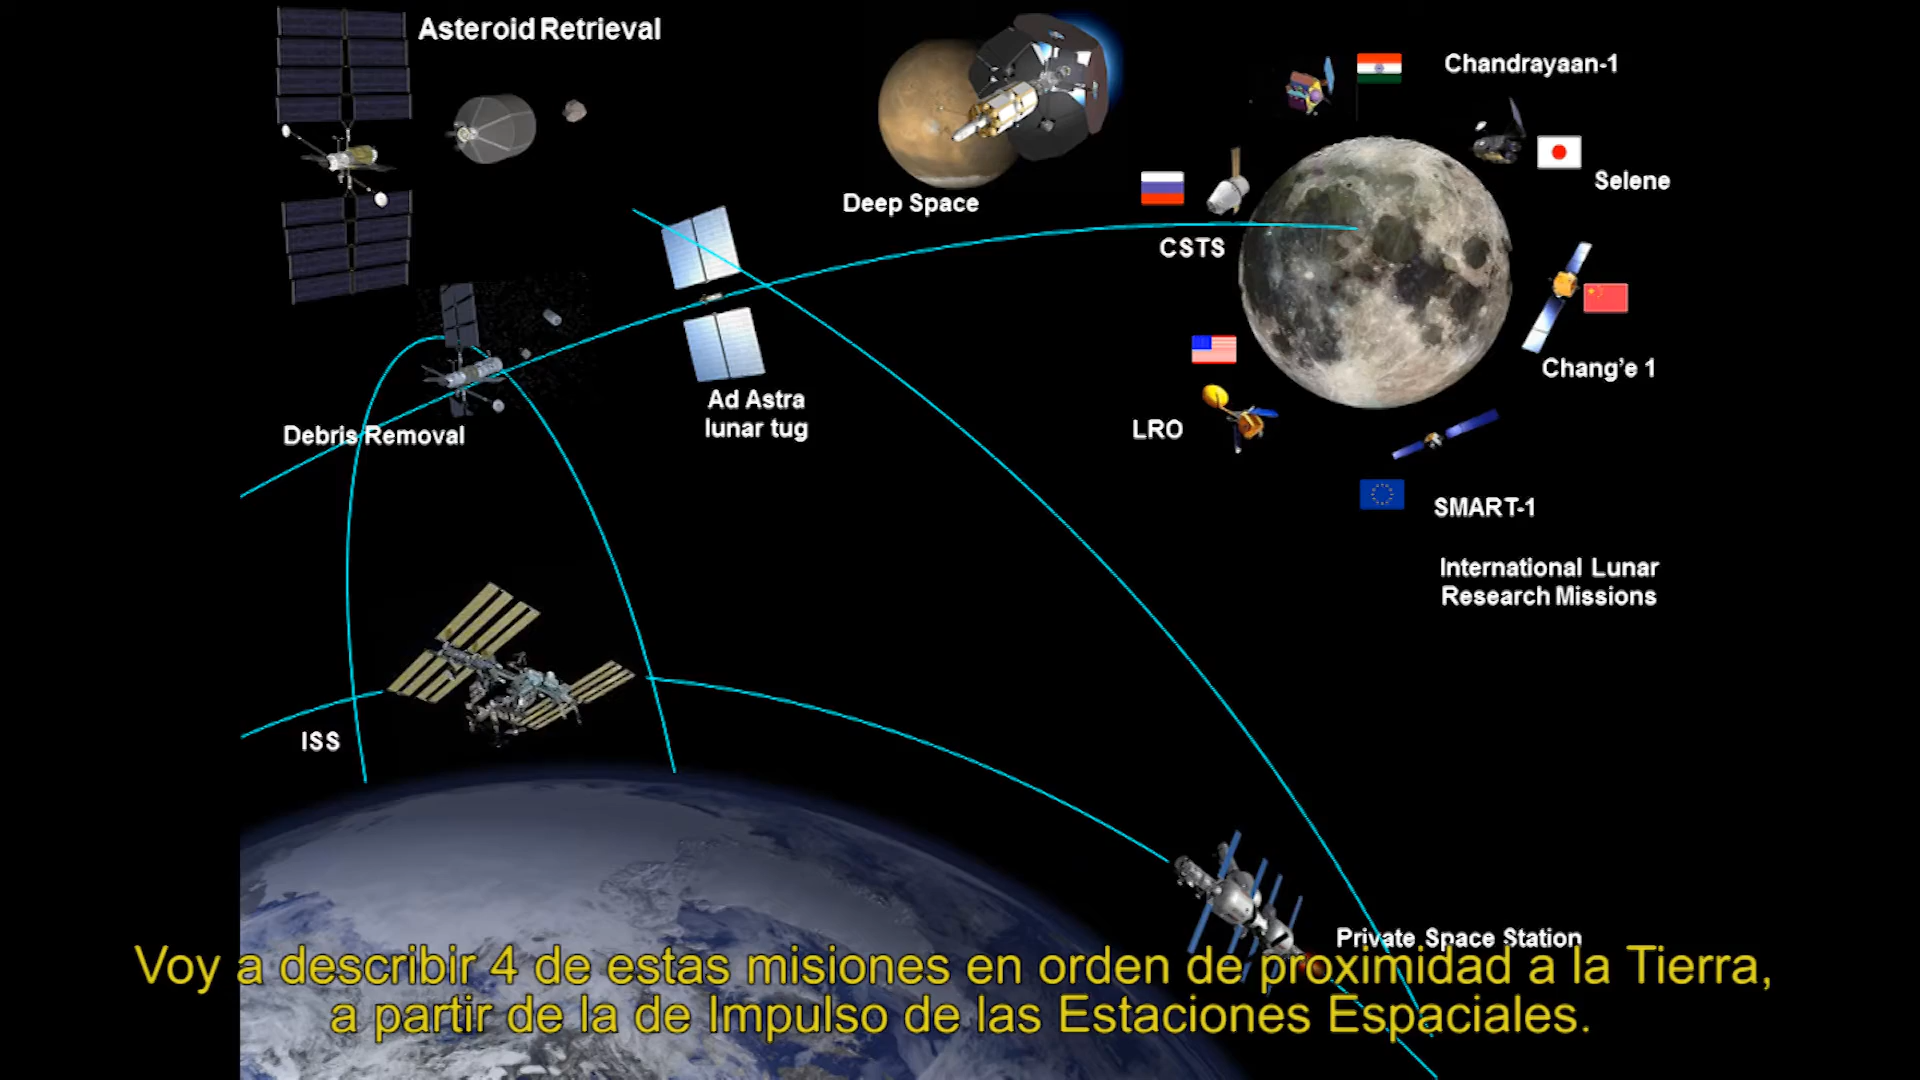 Asteroid Retrieval
Chandrayaan-1
Selene
Deep Space
CSTS
Chang'e 1
Ad Astra
lunar tug
Debris Removal
LRO
SMART-1
International Lunar
Research Missions
ISS
Private Space Station
Voy a describir 4 de estas misiones en orden de proximidad a la Tierra,
a partir de la de Impulso de las Estaciones Espaciales.